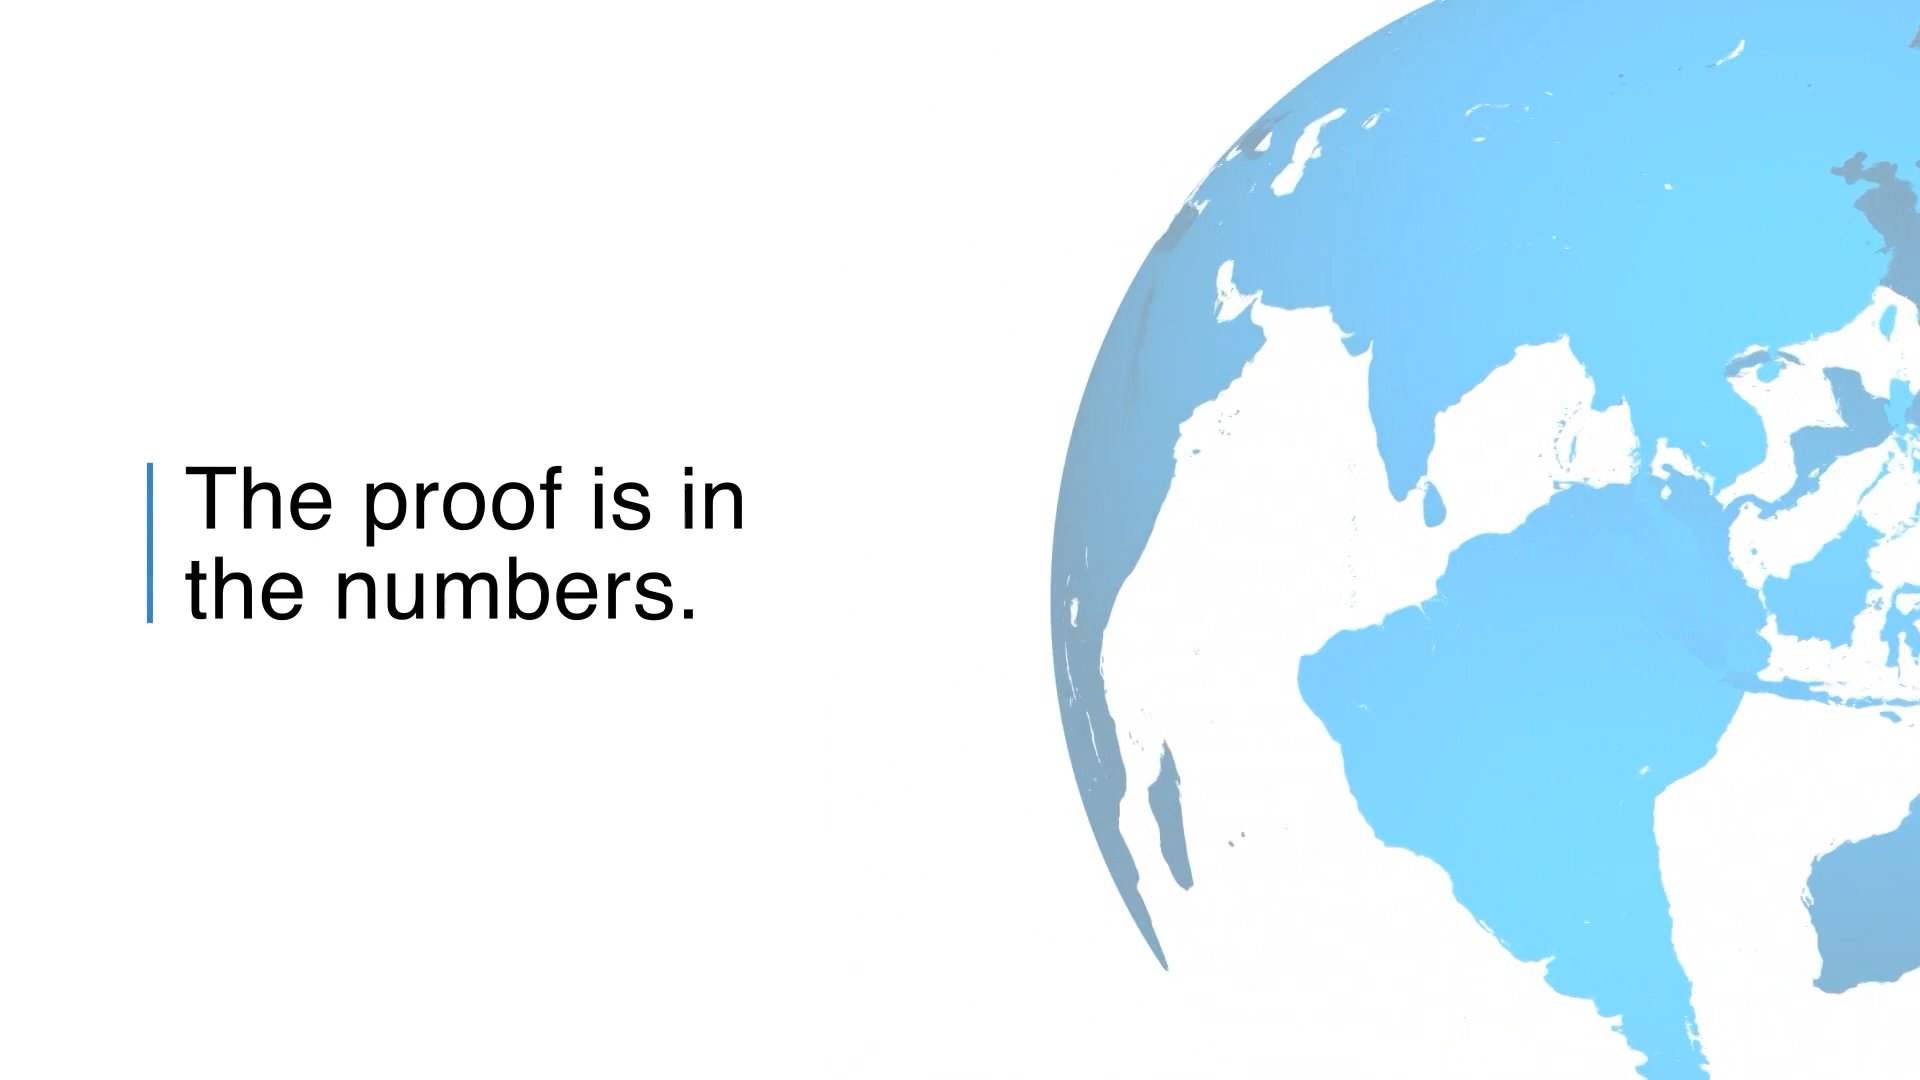 The proof is in
the numbers.